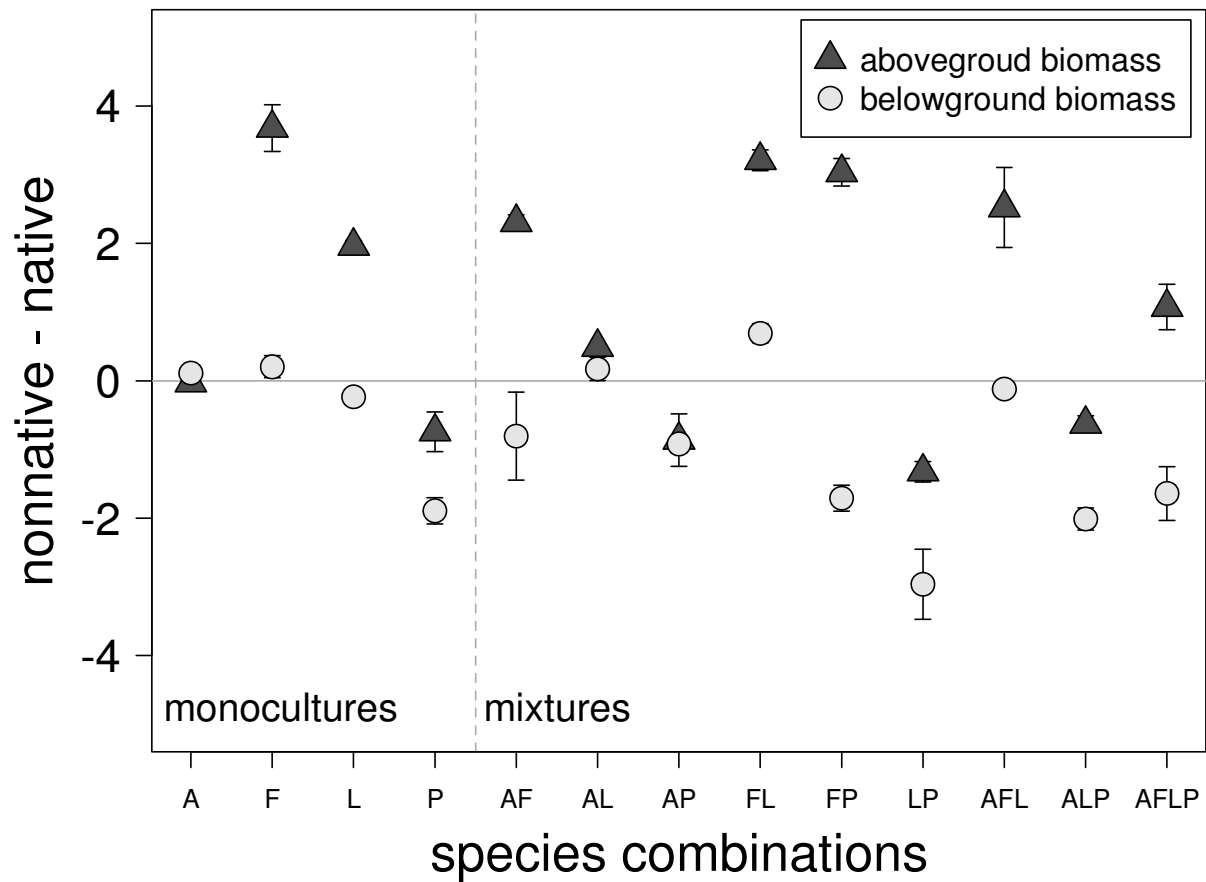 abovegroud biomass
belowground biomass
nonnative - native
4
2
0
-2
-4
monocultures
mixtures
A F L P AF AL AP FL FP LP AFL ALP AFLP
species combinations